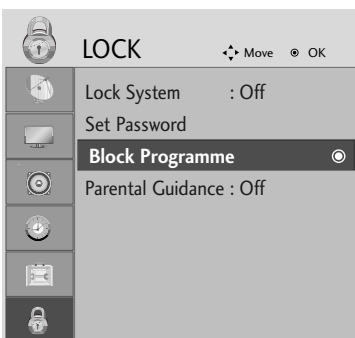 LOCK Move OK
Lock System : Off
Set Password
Block Programme
Parental Guidance : Off